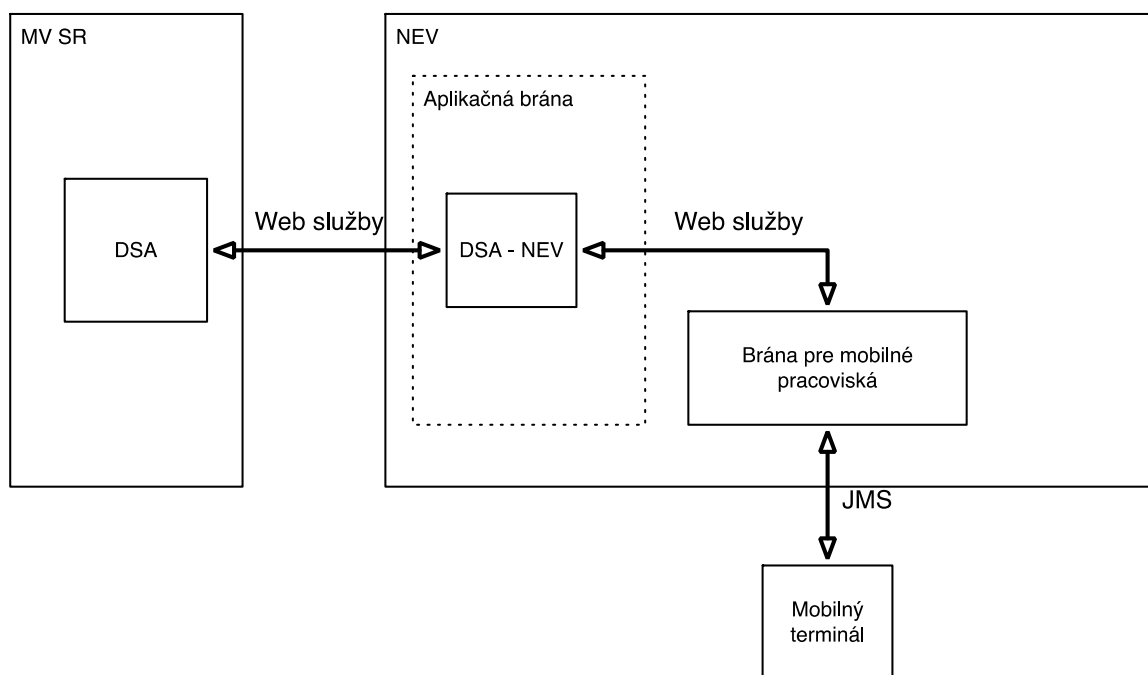 MV SR
NEV
Aplikačná brána
Web služby
Web služby
DSA
DSA - NEV
Brána pre mobilné
pracoviská
JMS
Mobilný
terminál